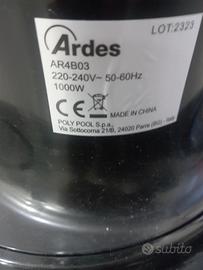 LOT:2323
Ardes
AR4B03
220-240V~ 50-60Hz
1000W
CE
MADE IN CHINA
POLY POOL S.p.a.
Via Sottocorna 21/B, 24020 Parre (BG) - Italy
subito